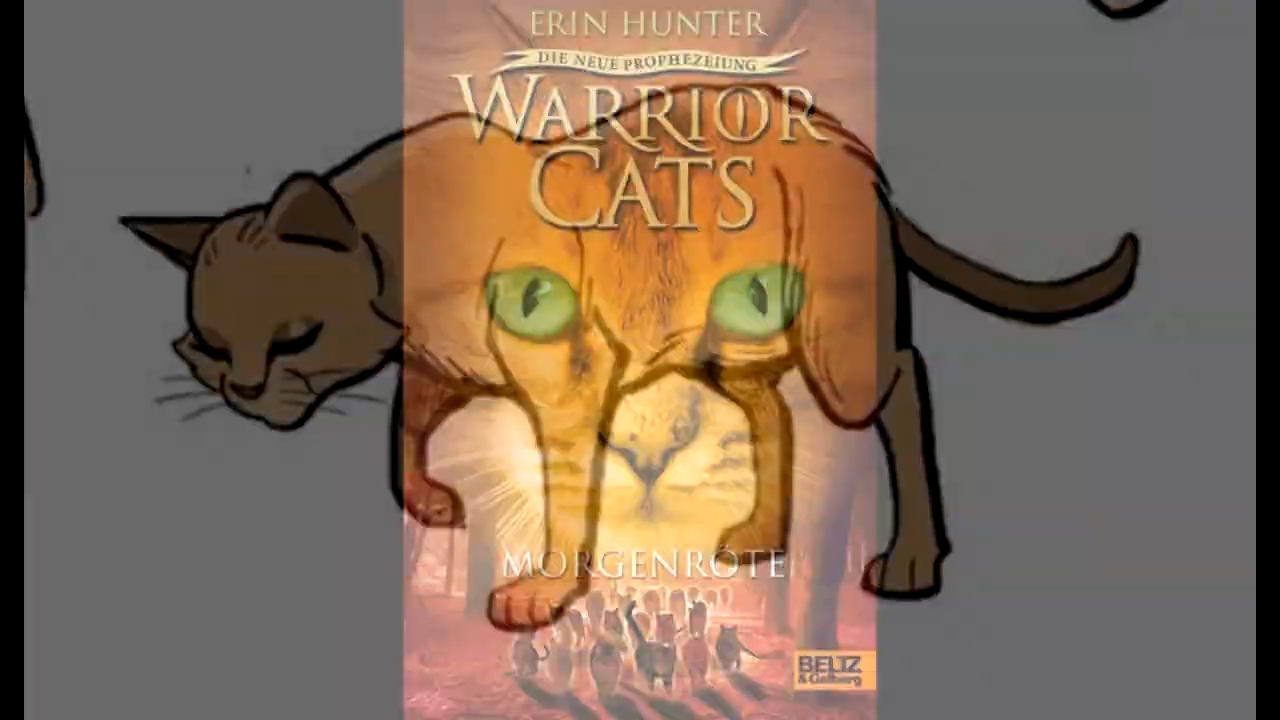 ERIN HUNTER
DIE NEUE PROPHEZEIUNG
WARRIOR
CATS
MORGENRÖTE
BELTZ
& Gelberg